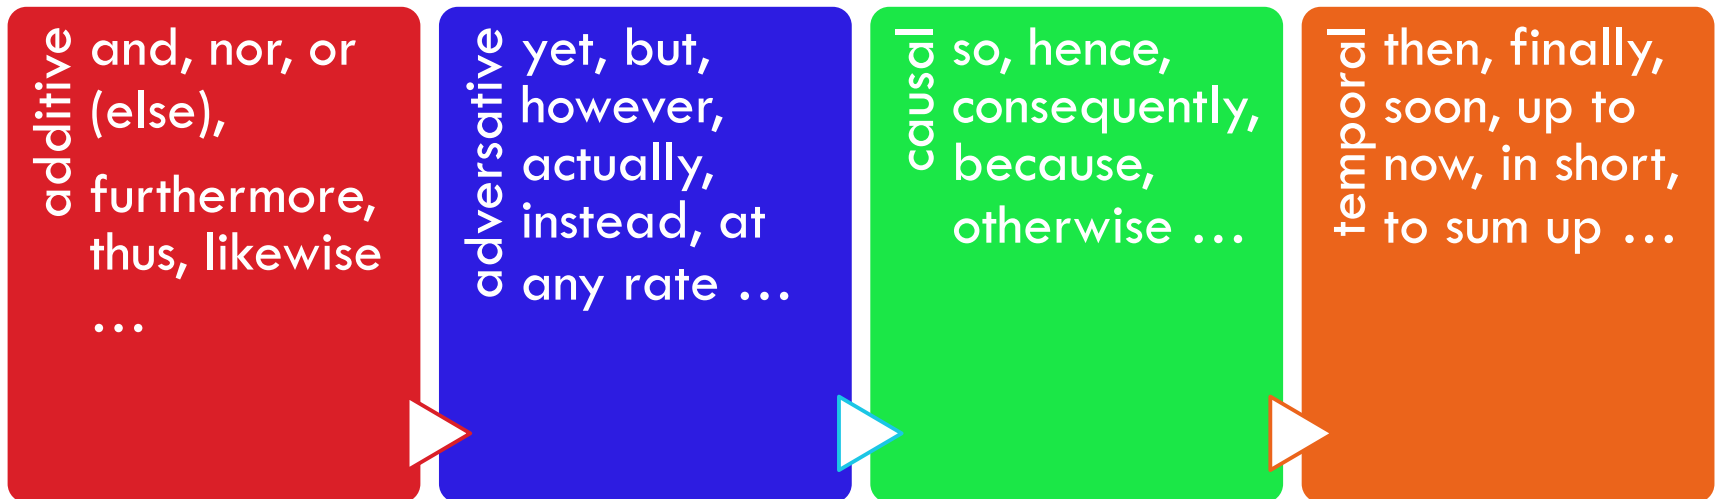 additive
and, nor, or
(else),
furthermore,
thus, likewise
…
adversative
yet, but,
however,
actually,
instead, at
any rate …
causal
so, hence,
consequently,
because,
otherwise …
temporal
then, finally,
soon, up to
now, in short,
to sum up …